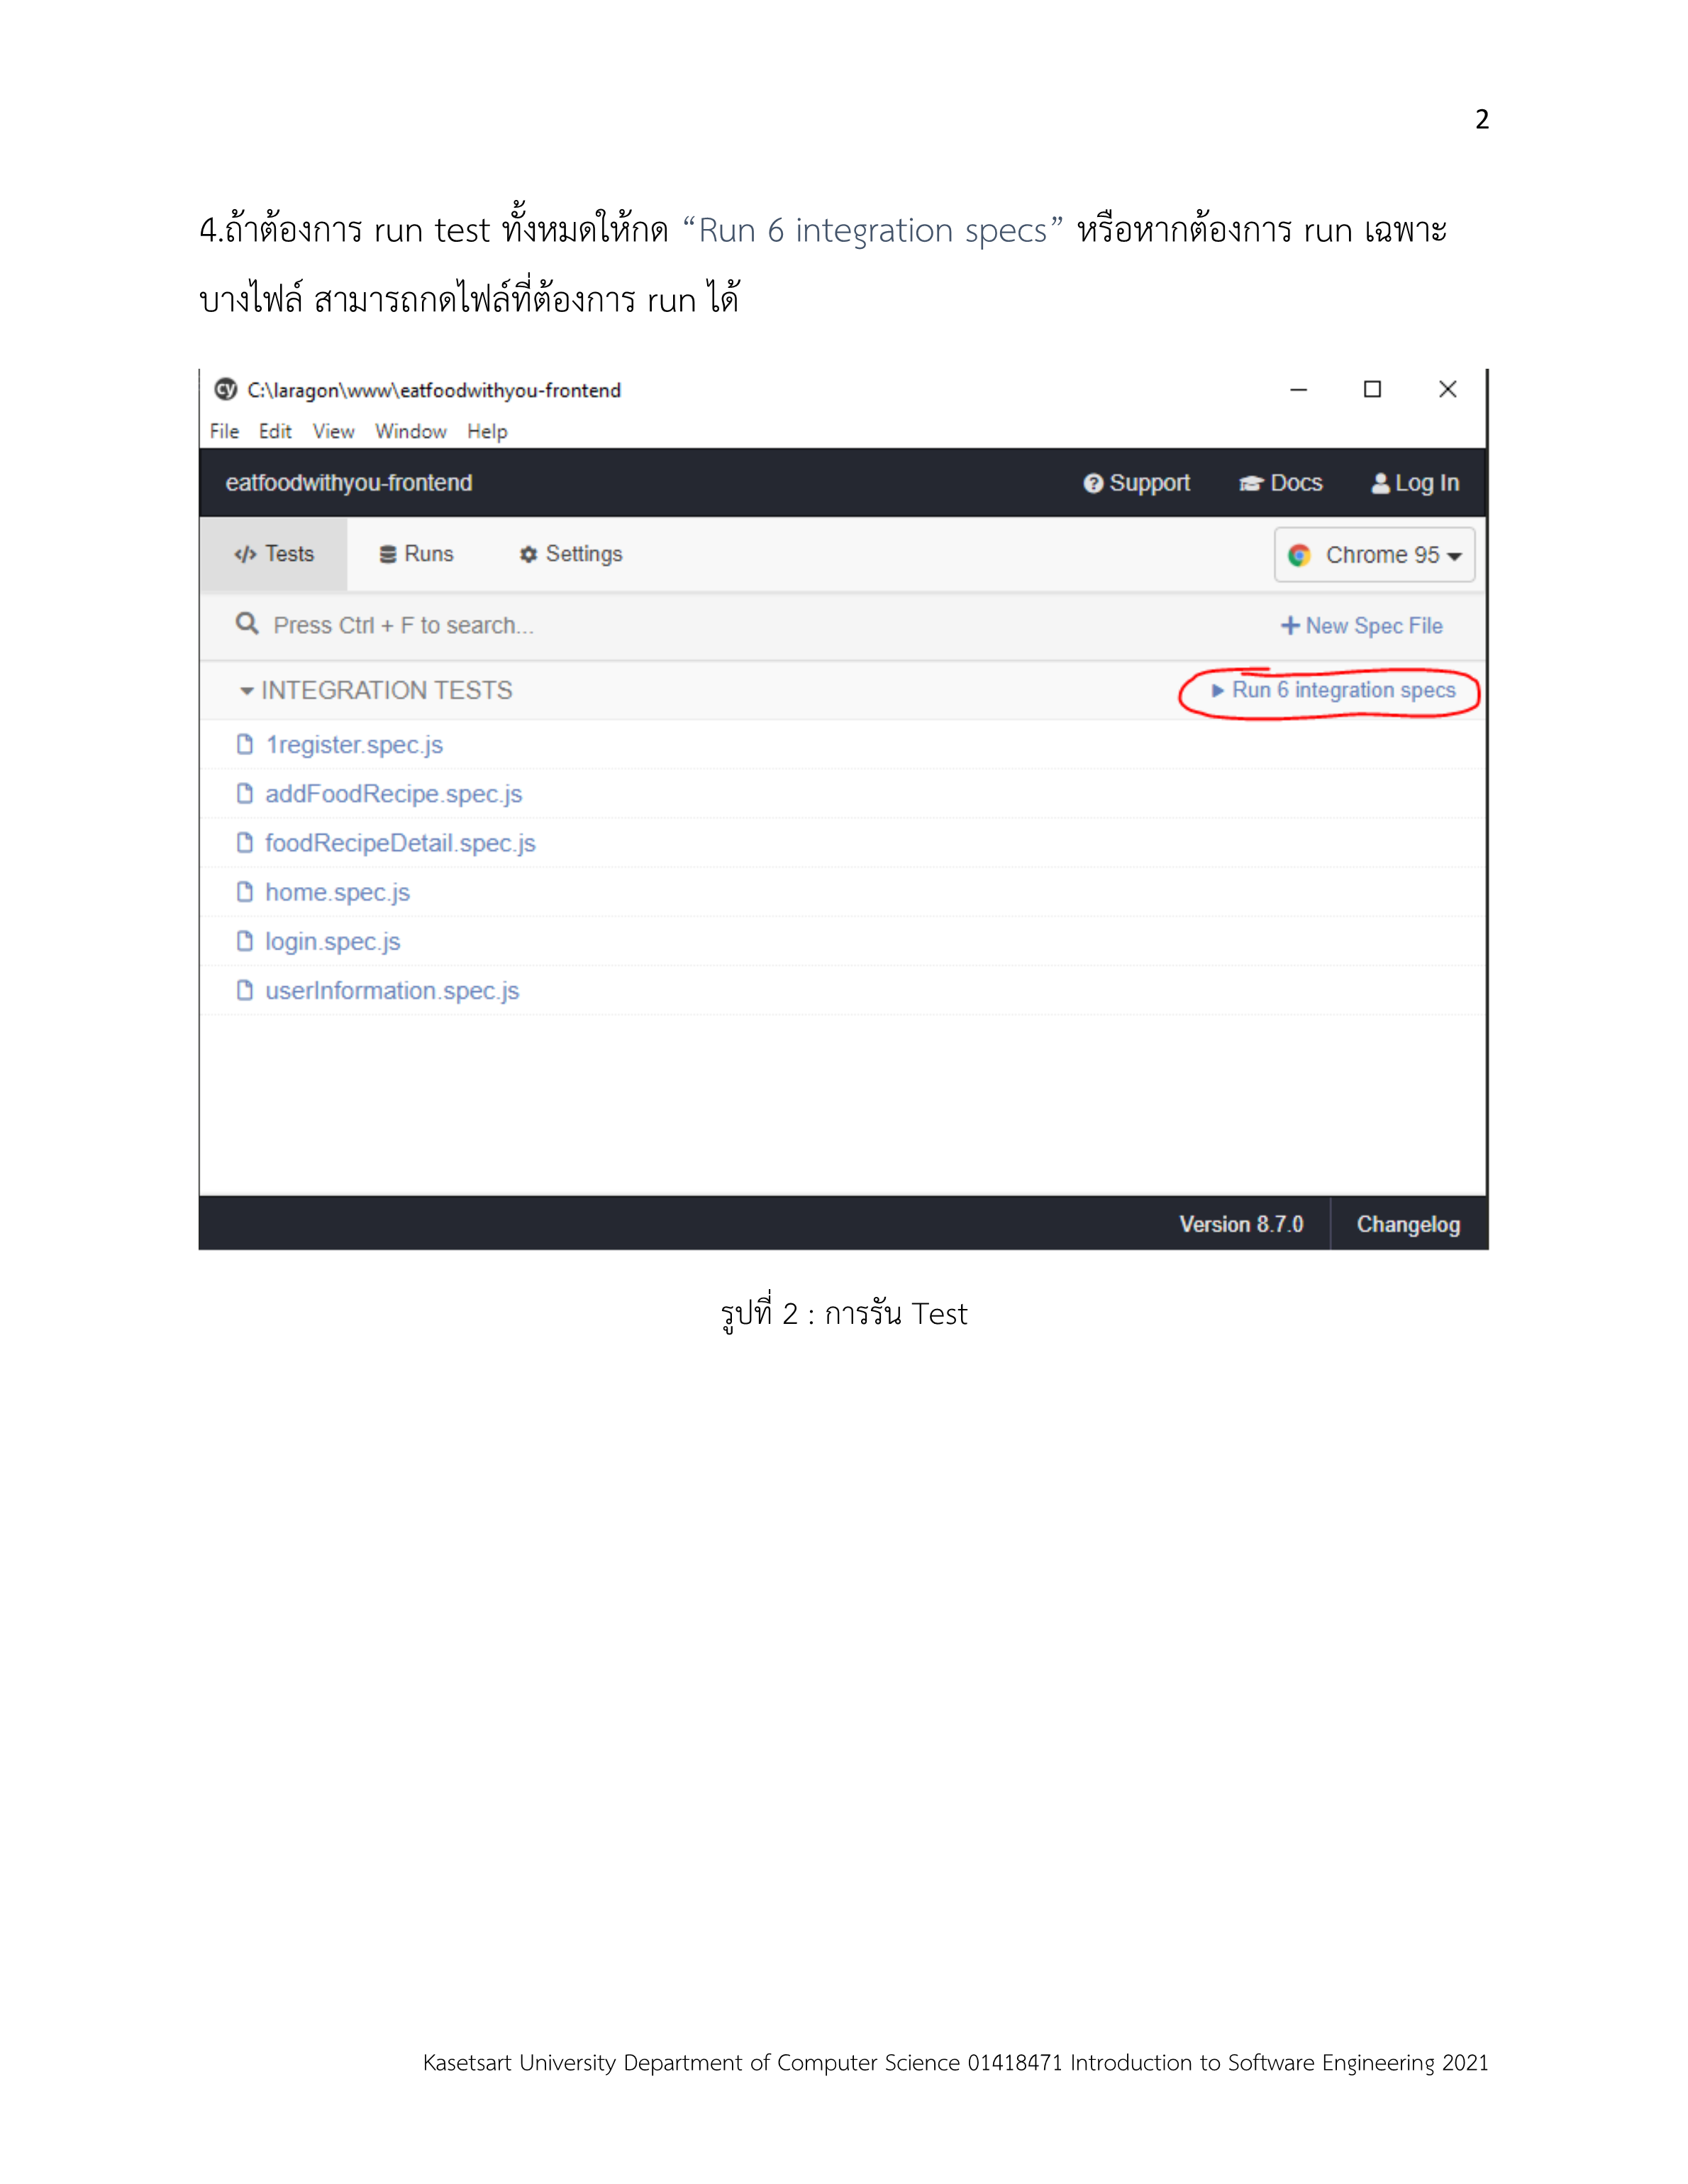 2
4.ถ้าต้องการ run test ทั้งหมดให้กด “Run 6 integration specs” หรือหากต้องการ run เฉพาะ
บางไฟล์ สามารถกดไฟล์ที่ต้องการ run ได้
cy C:\laragon\www\eatfoodwithyou-frontend
File Edit View Window Help
eatfoodwithyou-frontend Support Docs Log In
</> Tests Runs Settings Chrome 95
Press Ctrl + F to search... + New Spec File
INTEGRATION TESTS Run 6 integration specs
1register.spec.js
addFoodRecipe.spec.js
foodRecipeDetail.spec.js
home.spec.js
login.spec.js
userInformation.spec.js
Version 8.7.0 Changelog
รูปที่ 2 : การรัน Test
Kasetsart University Department of Computer Science 01418471 Introduction to Software Engineering 2021